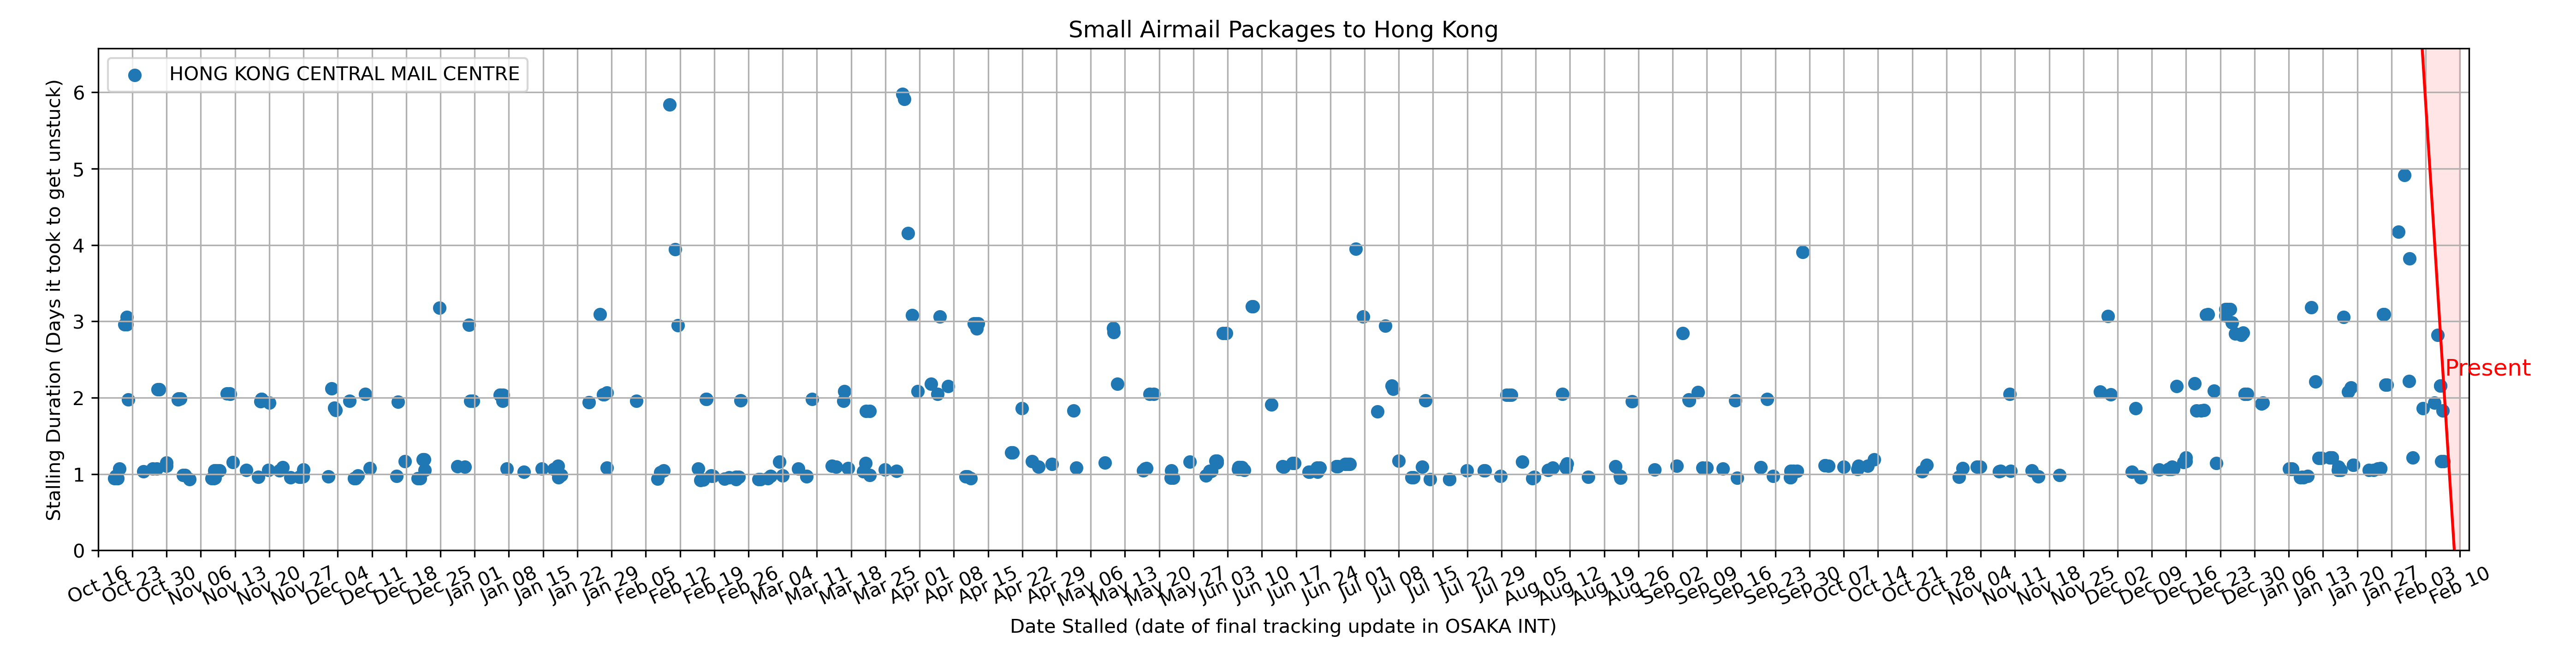 Small Airmail Packages to Hong Kong
HONG KONG CENTRAL MAIL CENTRE
Stalling Duration (Days it took to get unstuck)
6
5
4
3
2
1
0
Present
Oct 16
Oct 23
Oct 30
Nov 06
Nov 13
Nov 20
Nov 27
Dec 04
Dec 11
Dec 18
Dec 25
Jan 01
Jan 08
Jan 15
Jan 22
Jan 29
Feb 05
Feb 12
Feb 19
Feb 26
Mar 04
Mar 11
Mar 18
Mar 25
Apr 01
Apr 08
Apr 15
Apr 22
Apr 29
May 06
May 13
May 20
May 27
Jun 03
Jun 10
Jun 17
Jun 24
Jul 01
Jul 08
Jul 15
Jul 22
Jul 29
Aug 05
Aug 12
Aug 19
Aug 26
Sep 02
Sep 09
Sep 16
Sep 23
Sep 30
Oct 07
Oct 14
Oct 21
Oct 28
Nov 04
Nov 11
Nov 18
Nov 25
Dec 02
Dec 09
Dec 16
Dec 23
Dec 30
Jan 06
Jan 13
Jan 20
Jan 27
Feb 03
Feb 10
Date Stalled (date of final tracking update in OSAKA INT)